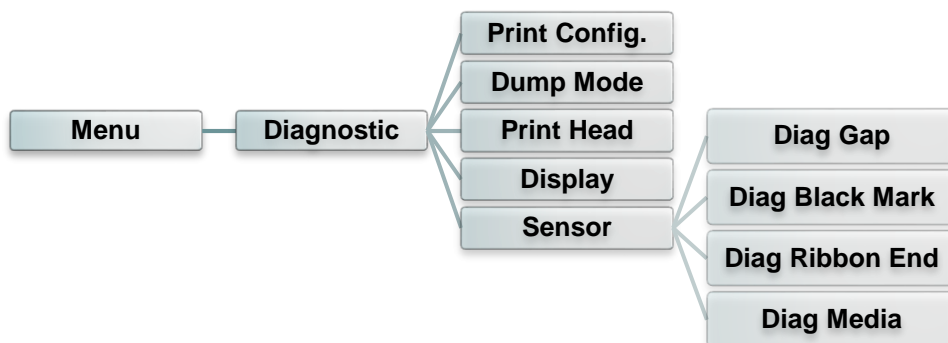 Menu
Diagnostic
Print Config.
Dump Mode
Print Head
Display
Sensor
Diag Gap
Diag Black Mark
Diag Ribbon End
Diag Media